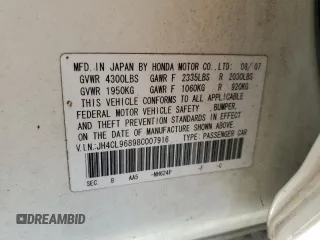 MFD. IN JAPAN BY HONDA MOTOR CO., LTD. 08/07
GVWR 4300LBS GAWR F 2335LBS R 2030LBS
GVWR 1950KG GAWR F 1060KG R 920KG
THIS VEHICLE CONFORMS TO ALL APPLICABLE
FEDERAL MOTOR VEHICLE SAFETY BUMPER,
AND THEFT PREVENTION STANDARDS IN EFFECT
ON THE DATE OF MANUFACTURE SHOWN ABOVE.
V.I.N.:JH4CL96898C007916 TYPE: PASSENGER CAR
SEC. B AA5 -NH624P -F -C